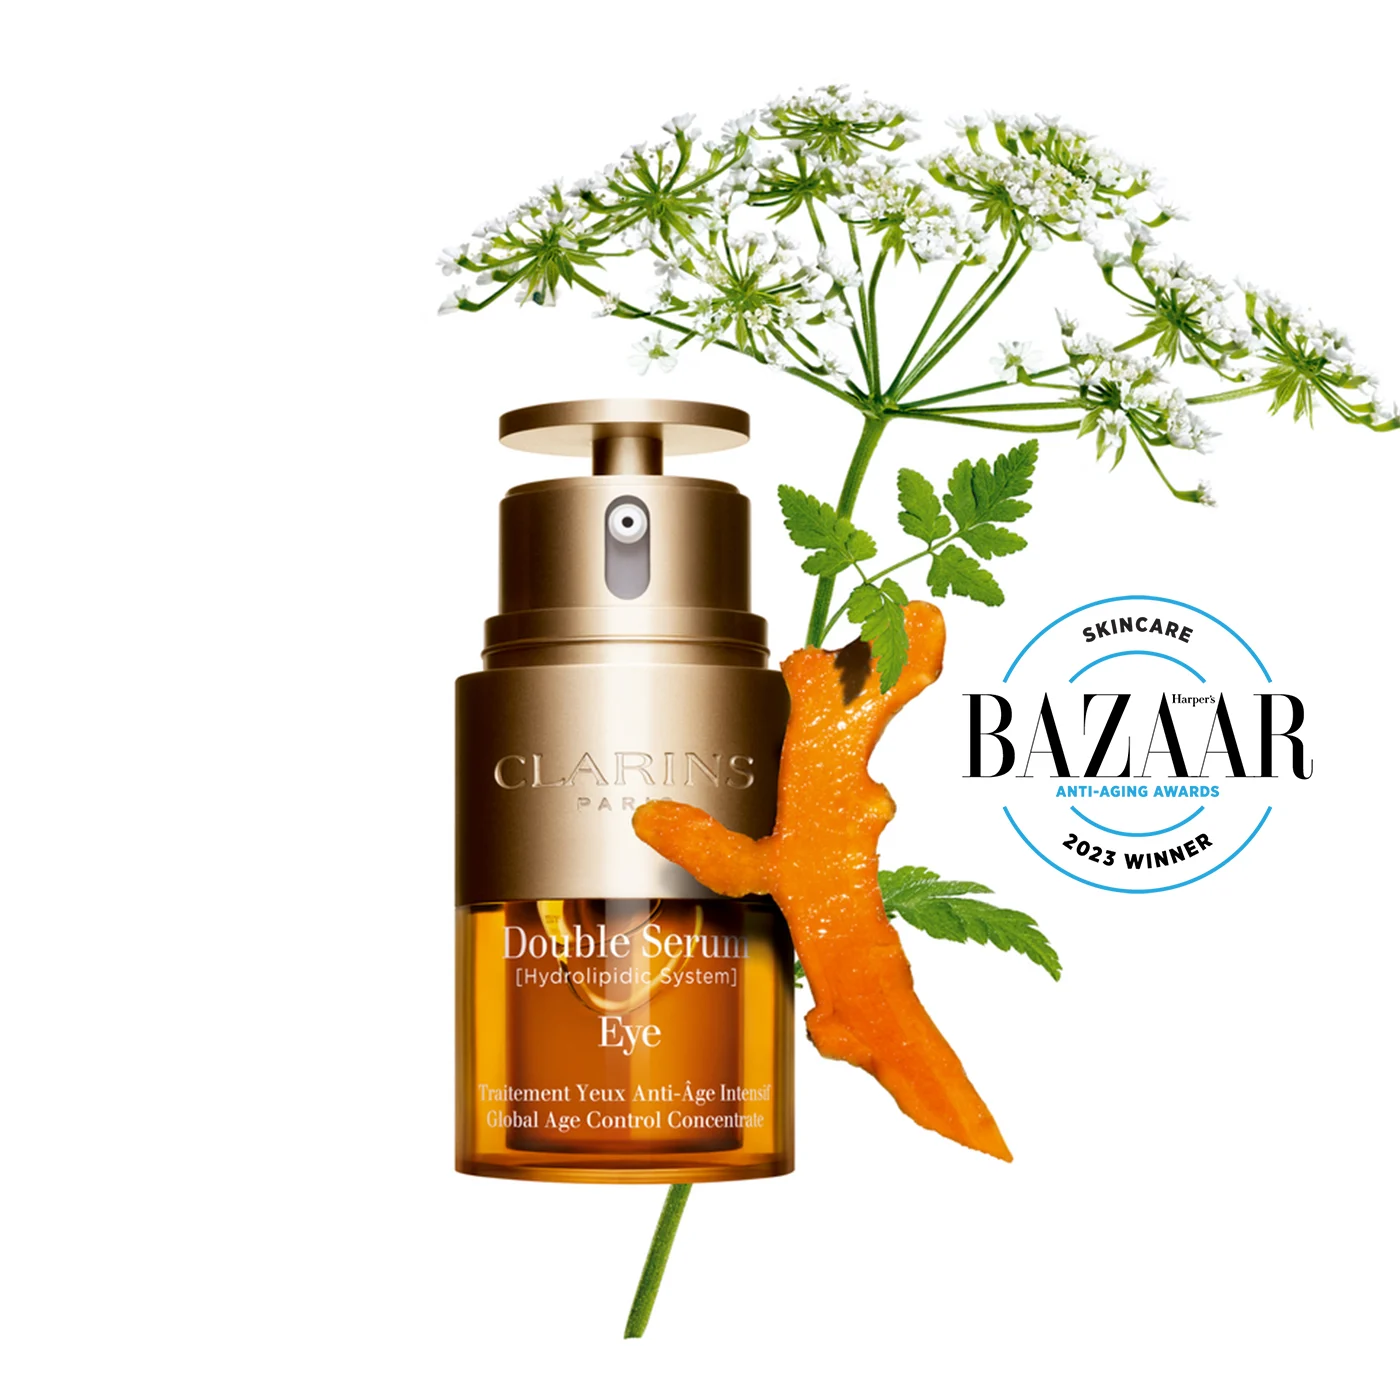 CLARINS
PARIS
Double Serum
[Hydrolipidic System]
Eye
Traitement Yeux Anti-Âge Intensif
Global Age Control Concentrate
SKINCARE
Harper's
BAZAAR
ANTI-AGING AWARDS
2023 WINNER